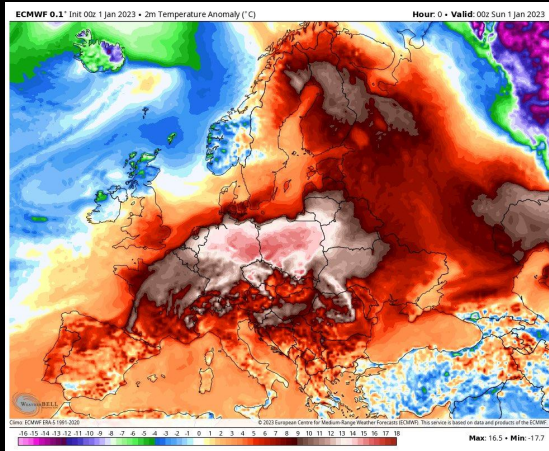 ECMWF 0.1° Init 00z 1 Jan 2023 • 2m Temperature Anomaly (°C) Hour: 0 • Valid: 00z Sun 1 Jan 2023
WEATHERBELL
Climo: ECMWF ERA-5 1991-2020 © 2023 European Centre for Medium-Range Weather Forecasts (ECMWF). This service is based on data and products of the ECMWF
-16 -15 -14 -13 -12 -11 -10 -9 -8 -7 -6 -5 -4 -3 -2 -1 0 1 2 3 4 5 6 7 8 9 10 11 12 13 14 15 16 17 18 Max: 16.5 • Min: -17.7